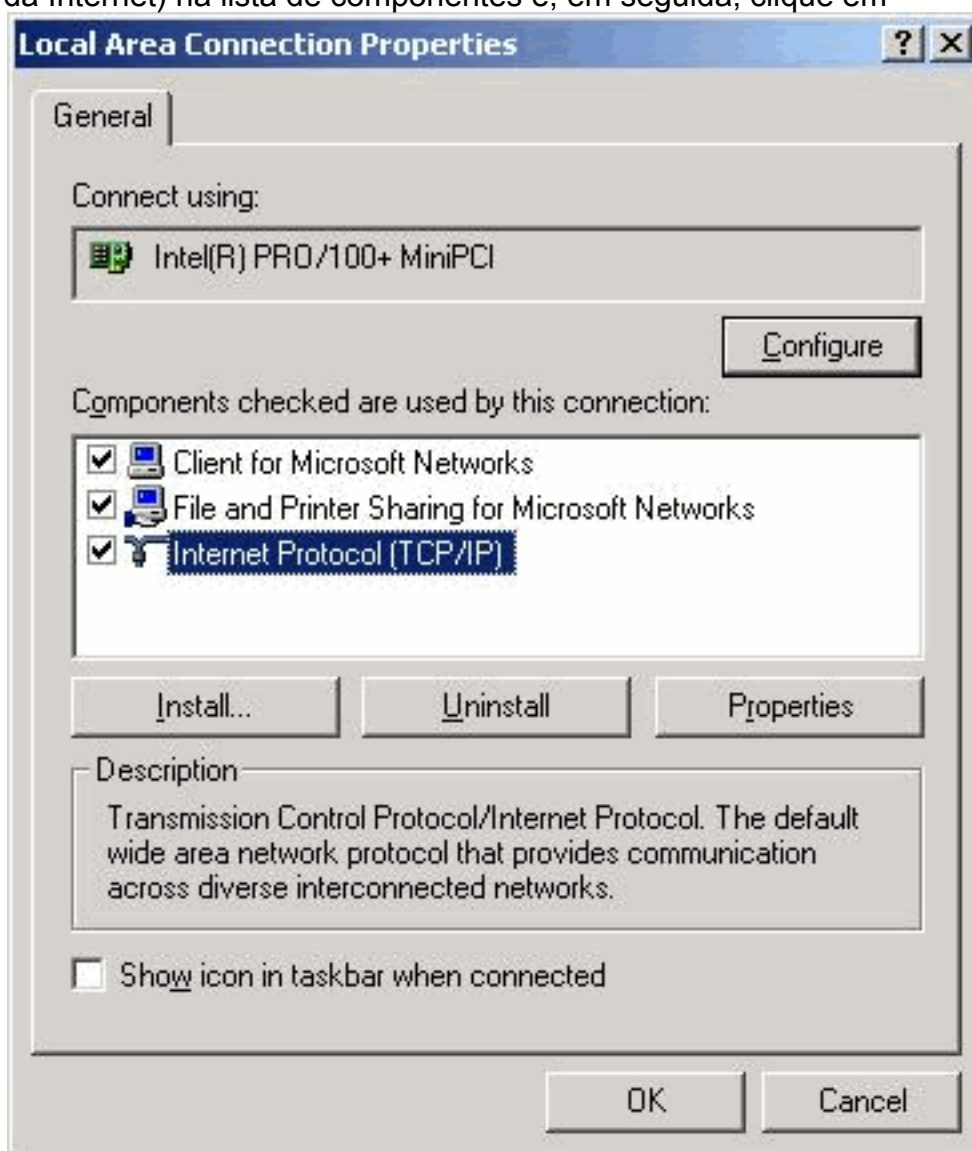 da Internet) na lista de componentes e, em seguida, clique em
Local Area Connection Properties
General
Connect using:
Intel(R) PRO/100+ MiniPCI
Configure
Components checked are used by this connection:
Client for Microsoft Networks
File and Printer Sharing for Microsoft Networks
Internet Protocol (TCP/IP)
Install... Uninstall Properties
Description
Transmission Control Protocol/Internet Protocol. The default
wide area network protocol that provides communication
across diverse interconnected networks.
Show icon in taskbar when connected
OK Cancel